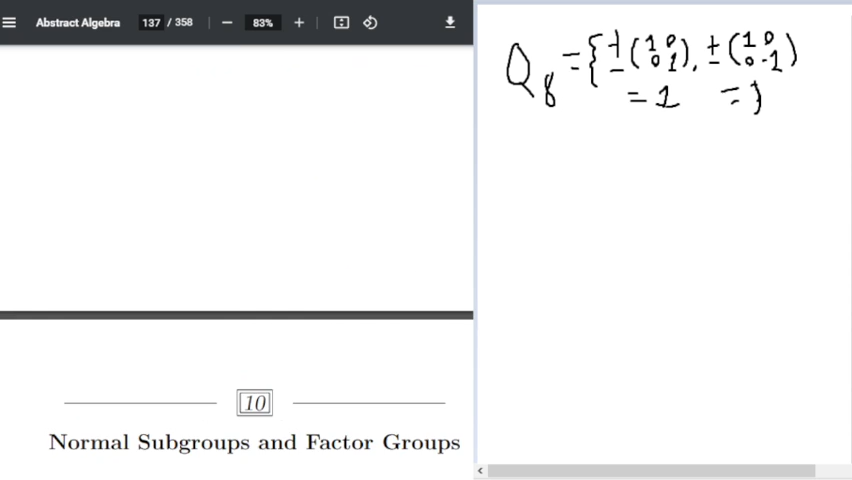 Abstract Algebra 137 / 358 83%
Q8 = { ± (1 0 0 1), ± (1 0 0 -1)
= 1 =
10
Normal Subgroups and Factor Groups